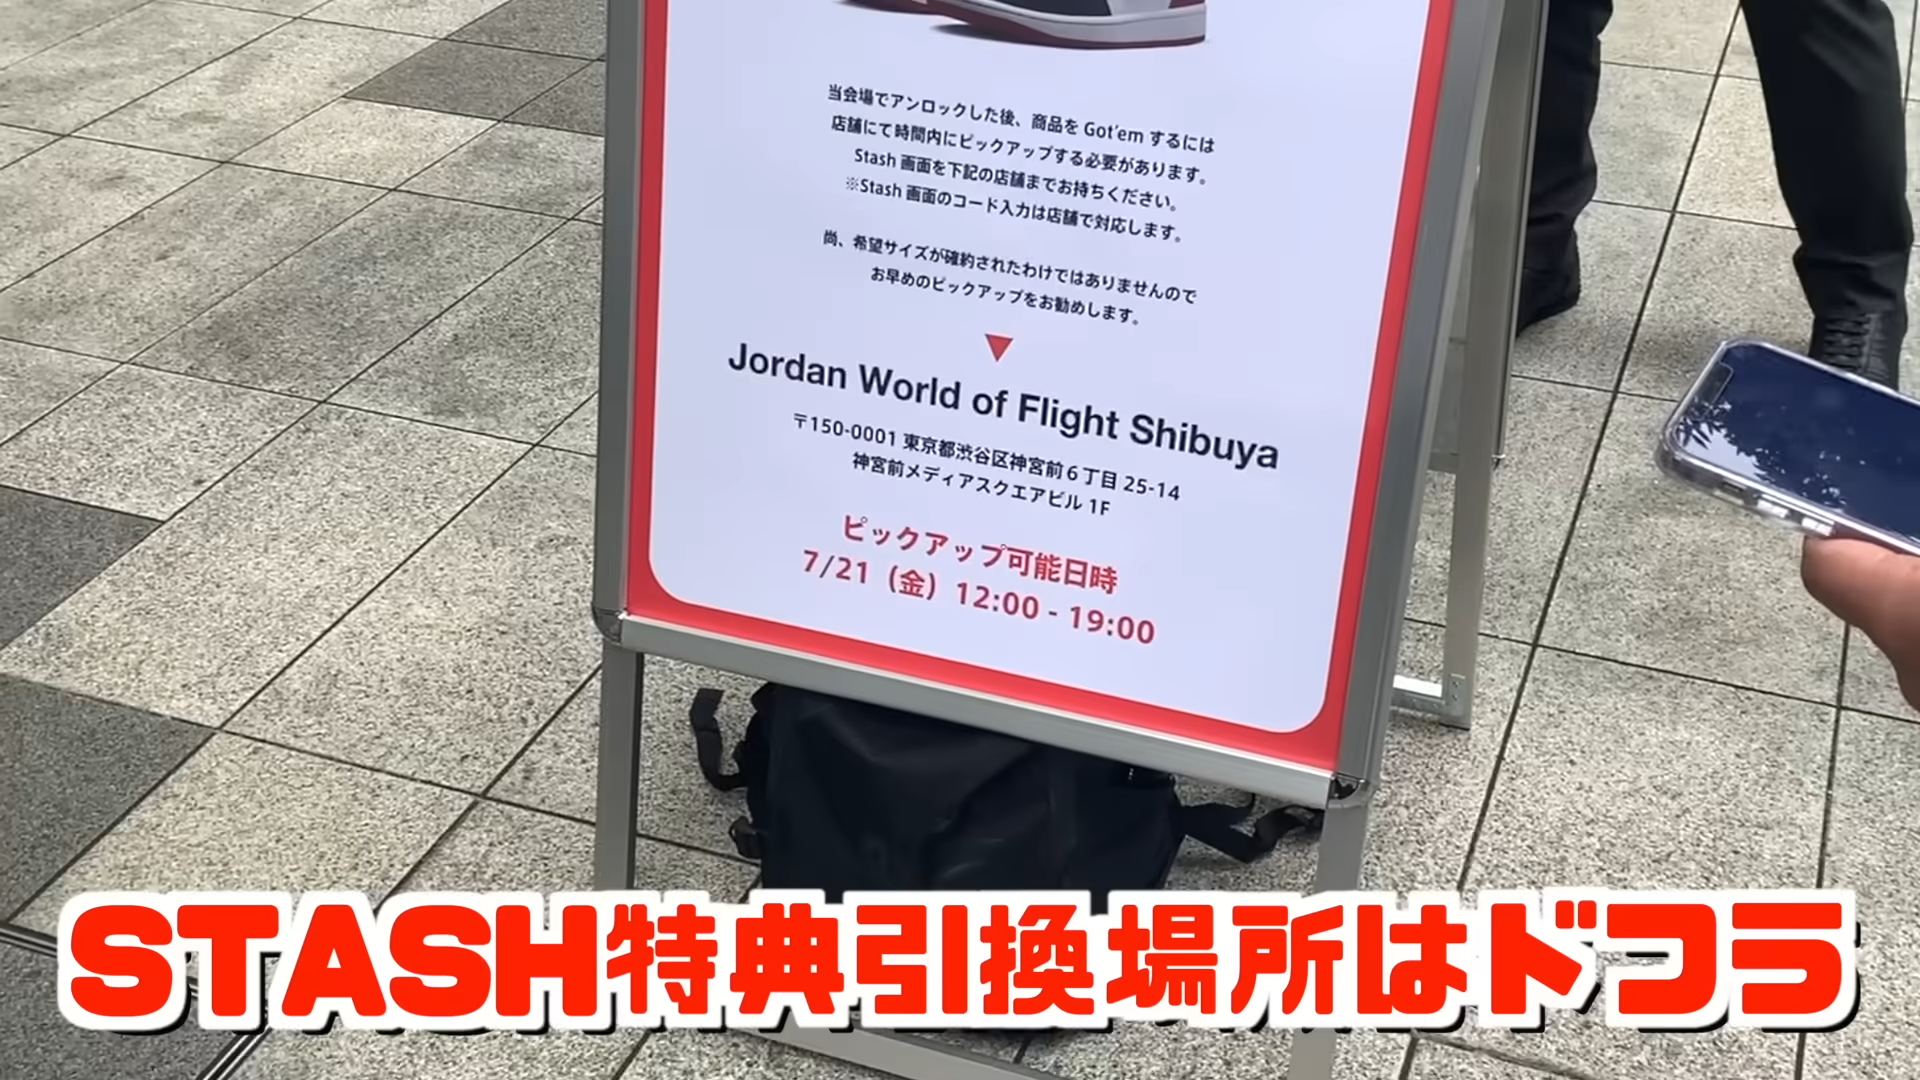 当会場でアンロックした後、商品を Got'em するには
店舗にて時間内にピックアップする必要があります。
Stash 画面を下記の店舗までお持ちください。
※Stash 画面のコード入力は店舗で対応します。
尚、希望サイズが確約されたわけではありませんので
お早めのピックアップをお勧めします。
Jordan World of Flight Shibuya
〒150-0001 東京都渋谷区神宮前６丁目 25-14
神宮前メディアスクエアビル 1F
ピックアップ可能日時
7/21（金）12:00 - 19:00
STASH特典引換場所はドフラ